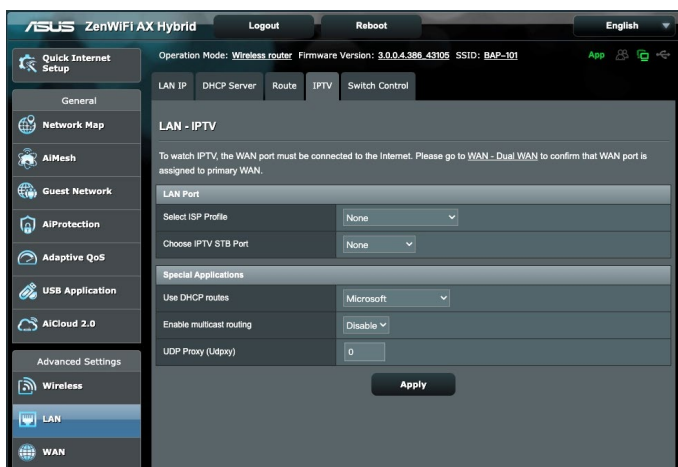 ASUS ZenWiFi AX Hybrid Logout Reboot English
Quick Internet
Setup
Operation Mode: Wireless router Firmware Version: 3.0.0.4.386_43105 SSID: BAP-101 App
LAN IP DHCP Server Route IPTV Switch Control
General
Network Map
AiMesh
Guest Network
AiProtection
Adaptive QoS
USB Application
AiCloud 2.0
Advanced Settings
Wireless
LAN
WAN
LAN - IPTV
To watch IPTV, the WAN port must be connected to the Internet. Please go to WAN - Dual WAN to confirm that WAN port is
assigned to primary WAN.
LAN Port
Select ISP Profile None
Choose IPTV STB Port None
Special Applications
Use DHCP routes Microsoft
Enable multicast routing Disable
UDP Proxy (Udpxy) 0
Apply